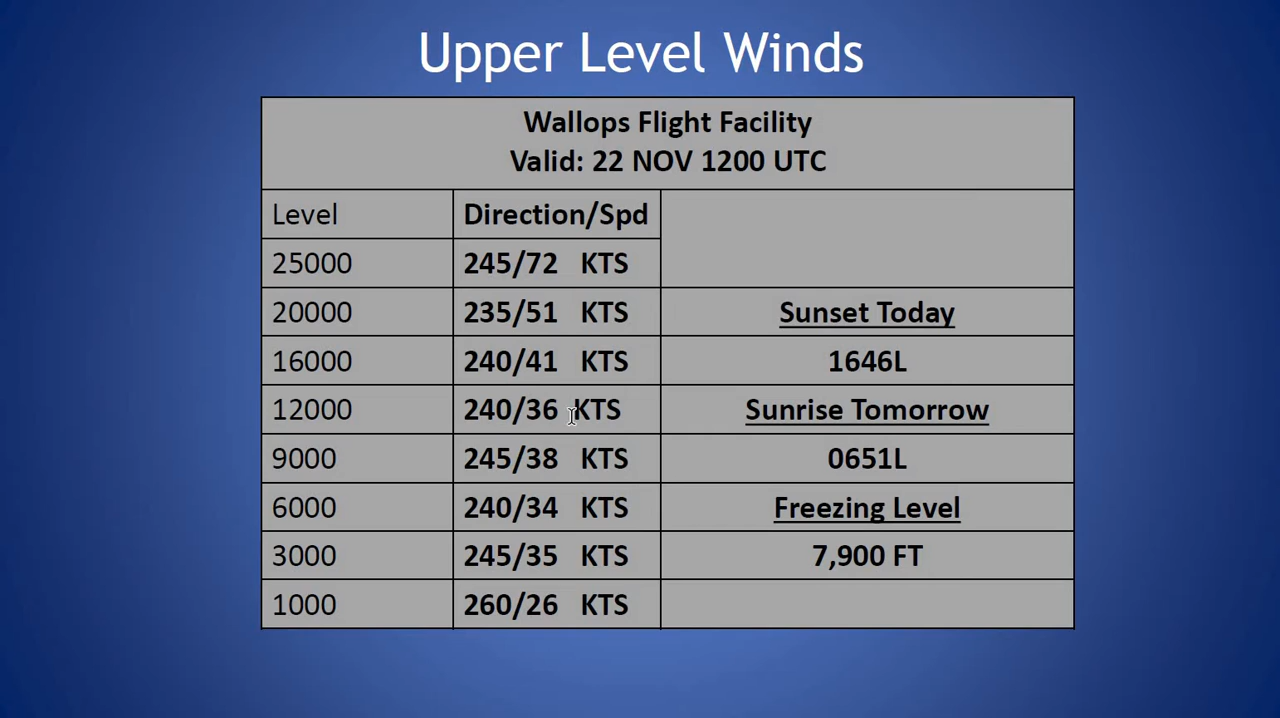 Upper Level Winds
Wallops Flight Facility
Valid: 22 NOV 1200 UTC
Level Direction/Spd
25000 245/72 KTS
20000 235/51 KTS Sunset Today
16000 240/41 KTS 1646L
12000 240/36 KTS Sunrise Tomorrow
9000 245/38 KTS 0651L
6000 240/34 KTS Freezing Level
3000 245/35 KTS 7,900 FT
1000 260/26 KTS